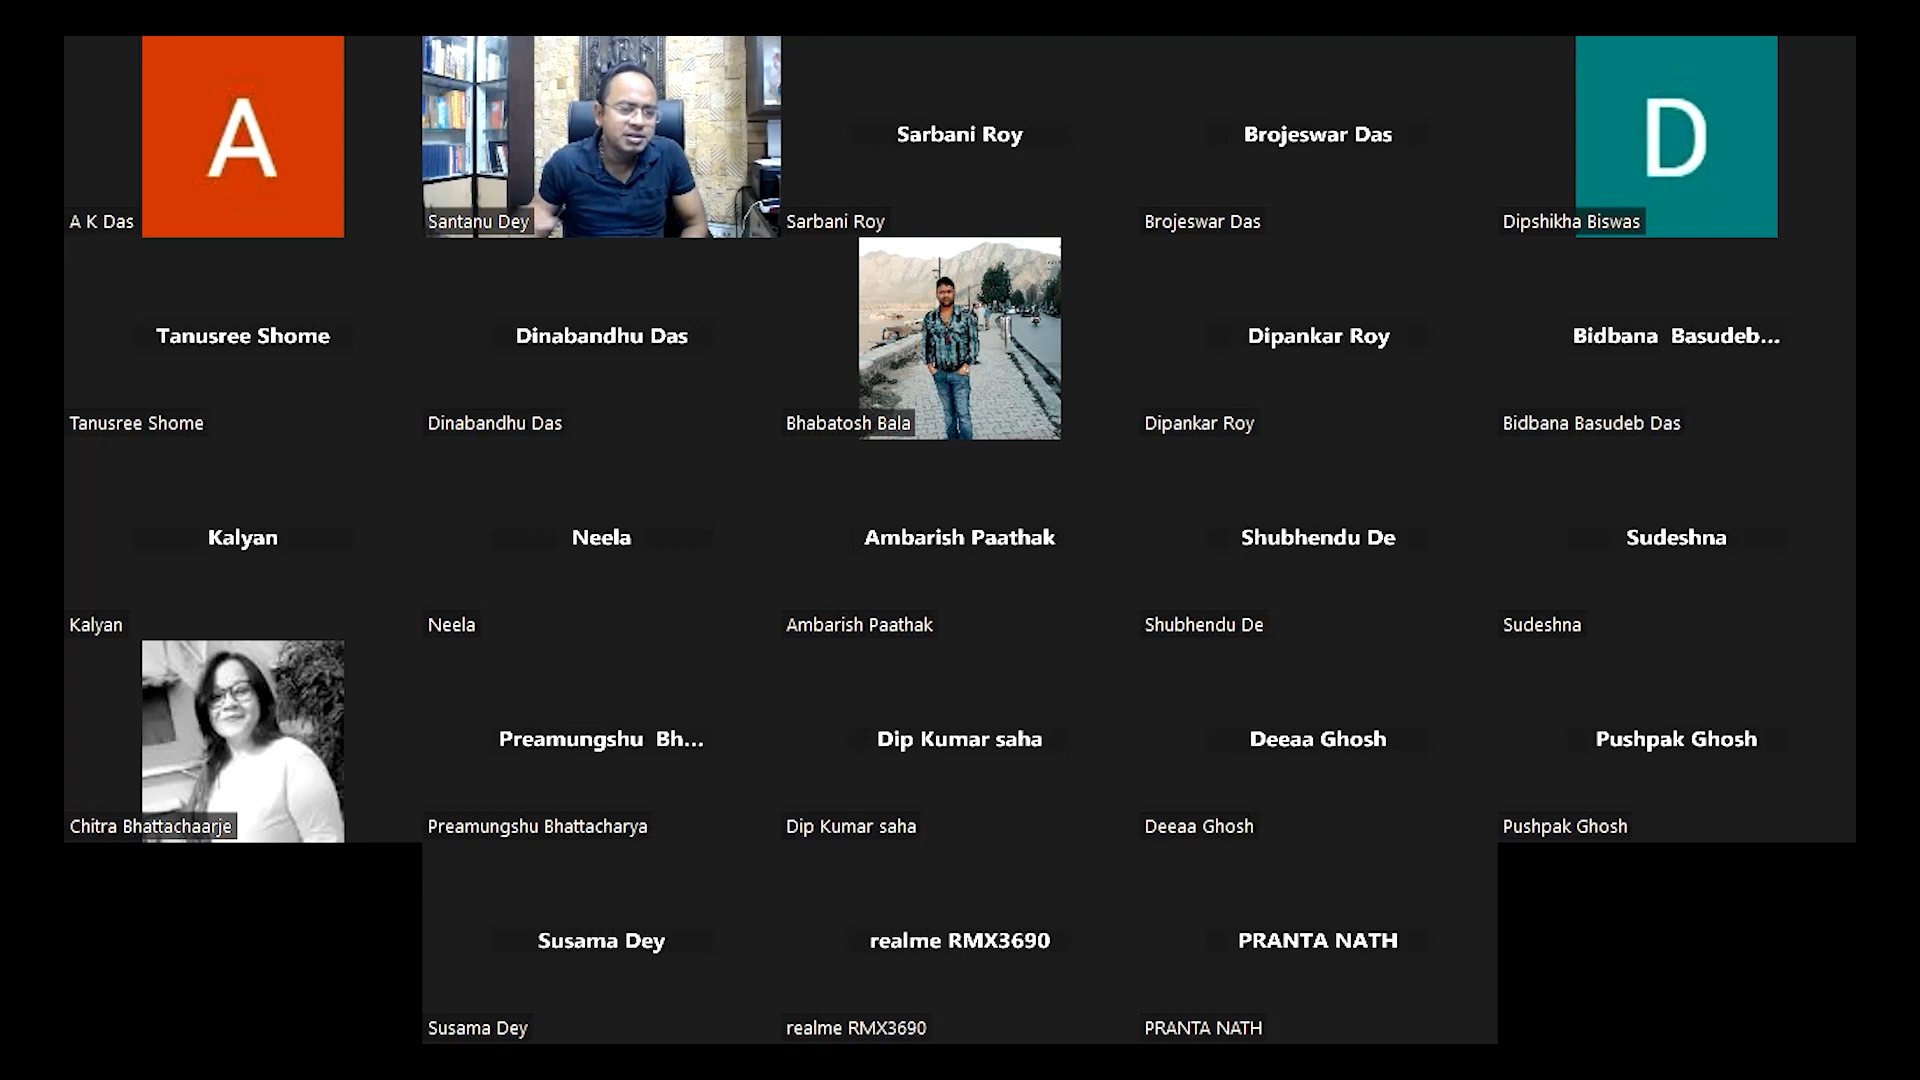 A
A K Das
Santanu Dey
Sarbani Roy
Sarbani Roy
Brojeswar Das
Brojeswar Das
D
Dipshikha Biswas
Tanusree Shome
Tanusree Shome
Dinabandhu Das
Dinabandhu Das
Bhabatosh Bala
Dipankar Roy
Dipankar Roy
Bidbana Basudeb...
Bidbana Basudeb Das
Kalyan
Kalyan
Neela
Neela
Ambarish Paathak
Ambarish Paathak
Shubhendu De
Shubhendu De
Sudeshna
Sudeshna
Chitra Bhattachaarje
Preamungshu Bh...
Preamungshu Bhattacharya
Dip Kumar saha
Dip Kumar saha
Deeaa Ghosh
Deeaa Ghosh
Pushpak Ghosh
Pushpak Ghosh
Susama Dey
Susama Dey
realme RMX3690
realme RMX3690
PRANTA NATH
PRANTA NATH